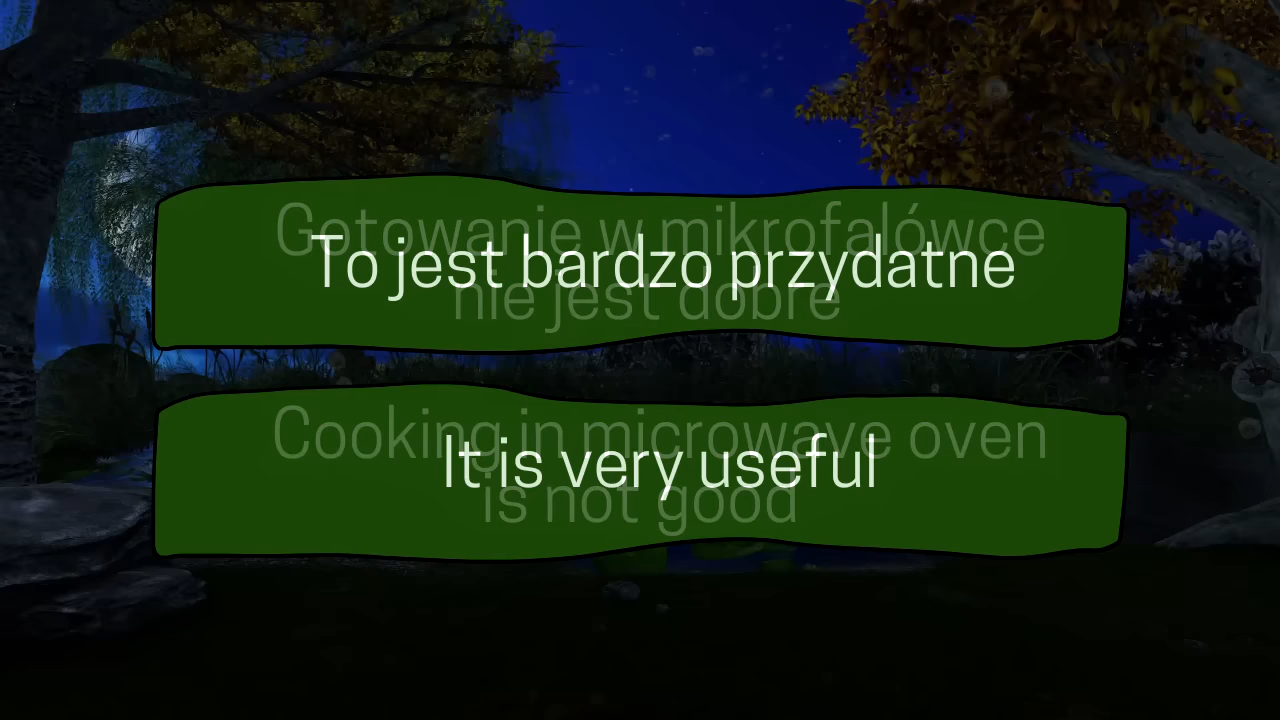 Gotowanie w mikrofalówce
To jest bardzo przydatne
nie jest dobre
Cooking in microwave oven
It is very useful
is not good